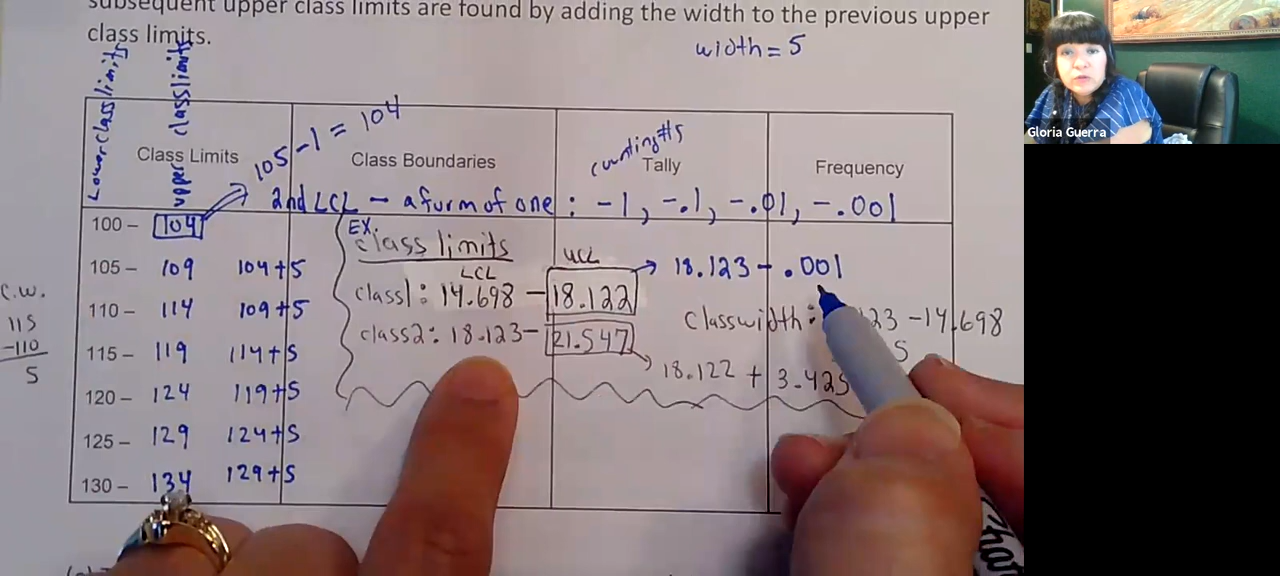 subsequent upper class limits are found by adding the width to the previous upper
class limits.
width = 5
Gloria Guerra
Lower class limits
upper class limits
Class Limits
105 - 1 = 104
Class Boundaries
counting #s
Tally
Frequency
2nd LCL - a form of one : -1, -.1, -.01, -.001
100 – 104
105 – 109 104+5
110 – 114 109+5
115 – 119 114+5
120 – 124 119+5
125 – 129 124+5
130 – 134 129+5
C.W.
115
-110
5
EX.
class limits
LCL
UCL
class1: 14.698 - 18.122 → 18.123 - .001
class2: 18.123 - 21.547
classwidth: 23 - 14.698
5
18.122 + 3.425